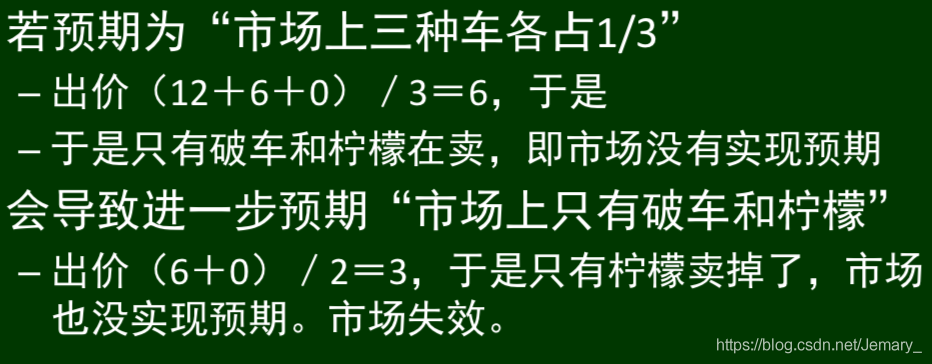 若预期为“市场上三种车各占1/3”
– 出价（12＋6＋0）／3＝6，于是
– 于是只有破车和柠檬在卖，即市场没有实现预期
会导致进一步预期“市场上只有破车和柠檬”
– 出价（6＋0）／2＝3，于是只有柠檬卖掉了，市场
也没实现预期。市场失效。
https://blog.csdn.net/Jemary_